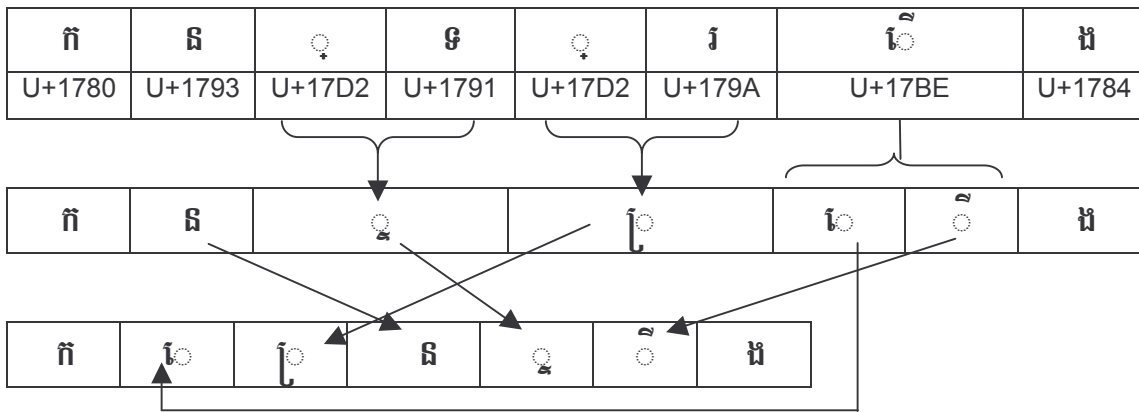 ក ន ◌្ ទ ◌្ រ ◌ើ ង
U+1780 U+1793 U+17D2 U+1791 U+17D2 U+179A U+17BE U+1784
ក ន ◌្ទ ◌្រ ◌េ ◌ី ង
ក ◌េ ◌្រ ន ◌្ទ ◌ី ង